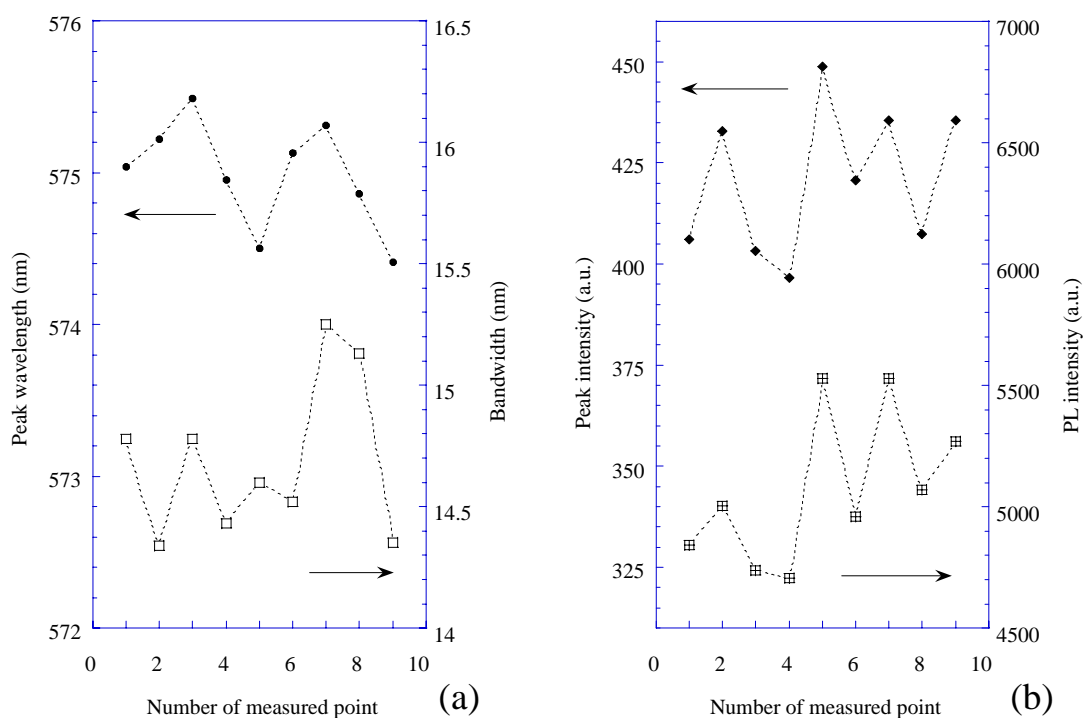 576
575
574
573
572
Peak wavelength (nm)
16.5
16
15.5
15
14.5
14
Bandwidth (nm)
0 2 4 6 8 10
Number of measured point
(a)
450
425
400
375
350
325
Peak intensity (a.u.)
7000
6500
6000
5500
5000
4500
PL intensity (a.u.)
0 2 4 6 8 10
Number of measured point
(b)